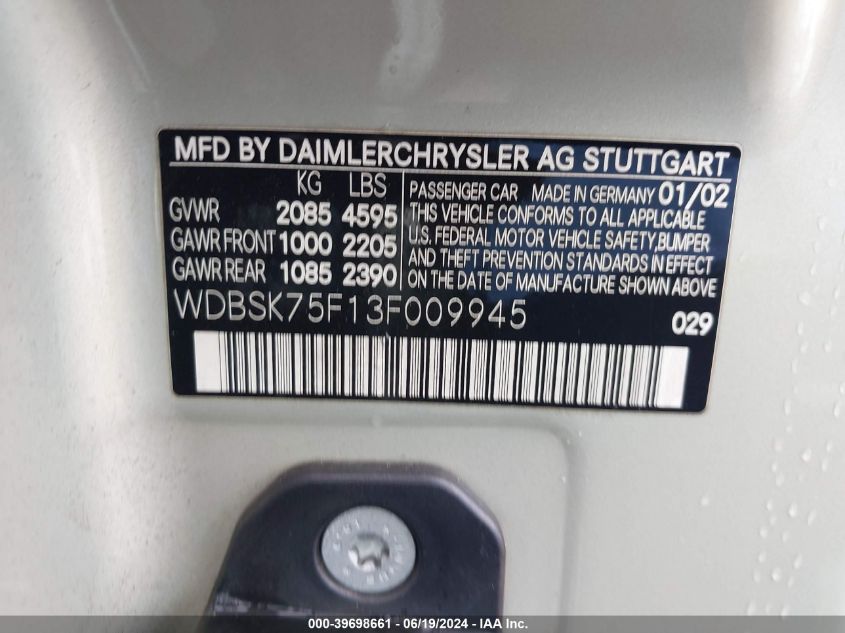 MFD BY DAIMLERCHRYSLER AG STUTTGART
KG LBS
GVWR 2085 4595
GAWR FRONT 1000 2205
GAWR REAR 1085 2390
PASSENGER CAR MADE IN GERMANY 01/02
THIS VEHICLE CONFORMS TO ALL APPLICABLE
U.S. FEDERAL MOTOR VEHICLE SAFETY, BUMPER
AND THEFT PREVENTION STANDARDS IN EFFECT
ON THE DATE OF MANUFACTURE SHOWN ABOVE
WDBSK75F13F009945
029
000-39698661 - 06/19/2024 - IAA Inc.